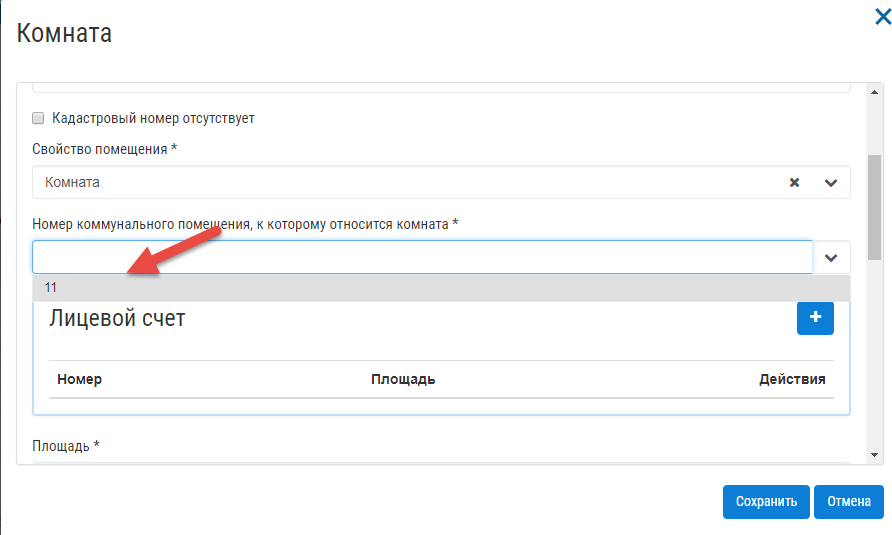 Комната
Кадастровый номер отсутствует
Свойство помещения *
Комната
Номер коммунального помещения, к которому относится комната *
11
Лицевой счет
Номер Площадь Действия
Площадь *
Сохранить Отмена